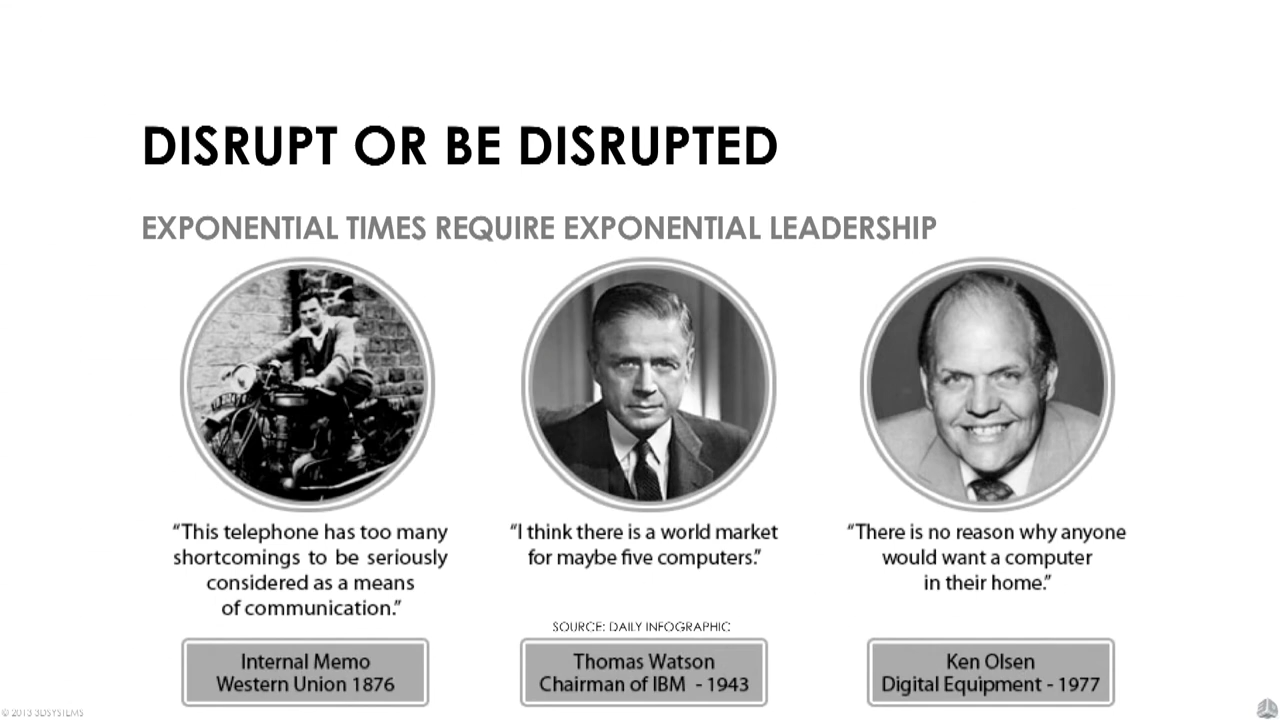 DISRUPT OR BE DISRUPTED
EXPONENTIAL TIMES REQUIRE EXPONENTIAL LEADERSHIP
“This telephone has too many
shortcomings to be seriously
considered as a means
of communication.”
“I think there is a world market
for maybe five computers.”
“There is no reason why anyone
would want a computer
in their home.”
SOURCE: DAILY INFOGRAPHIC
Internal Memo
Western Union 1876
Thomas Watson
Chairman of IBM - 1943
Ken Olsen
Digital Equipment - 1977
© 2013 3DSYSTEMS